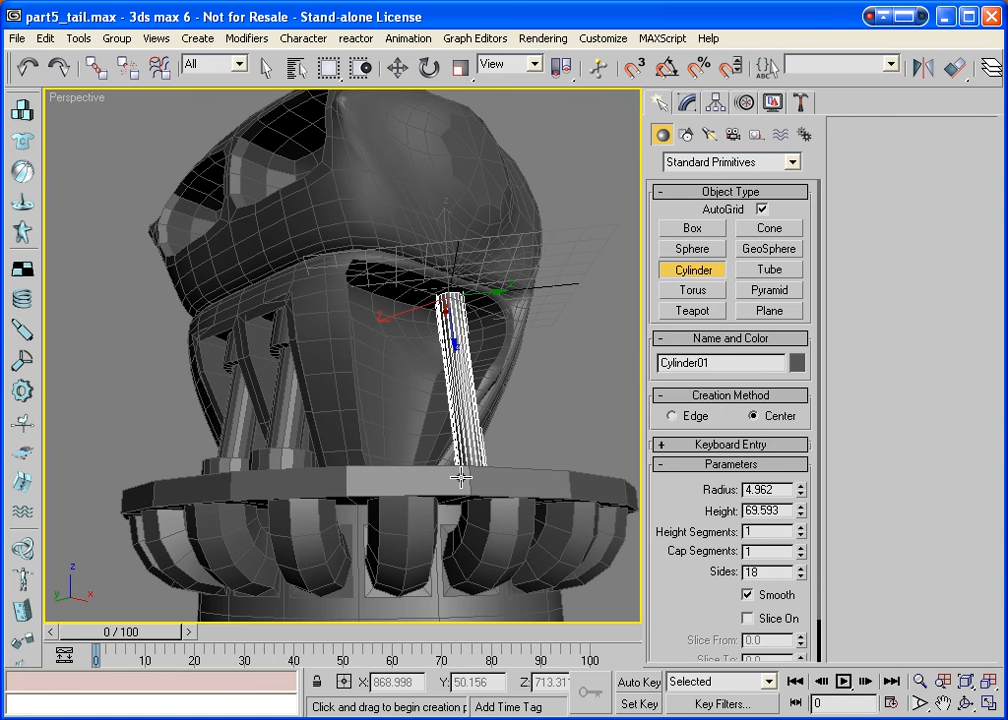 part5_tail.max - 3ds max 6 - Not for Resale - Stand-alone License
File Edit Tools Group Views Create Modifiers Character reactor Animation Graph Editors Rendering Customize MAXScript Help
All View
Perspective
Standard Primitives
- Object Type
AutoGrid
Box Cone
Sphere GeoSphere
Cylinder Tube
Torus Pyramid
Teapot Plane
- Name and Color
Cylinder01
- Creation Method
Edge Center
+ Keyboard Entry
- Parameters
Radius: 4.962
Height: 69.593
Height Segments: 1
Cap Segments: 1
Sides: 18
Smooth
Slice On
Slice From: 0.0
z
y x
< 0 / 100 >
0 10 20 30 40 50 60 70 80 90 100
X: 868.998 Y: 50.156 Z: 713.31 Auto Key Selected
Click and drag to begin creation p Add Time Tag Set Key Key Filters... 0